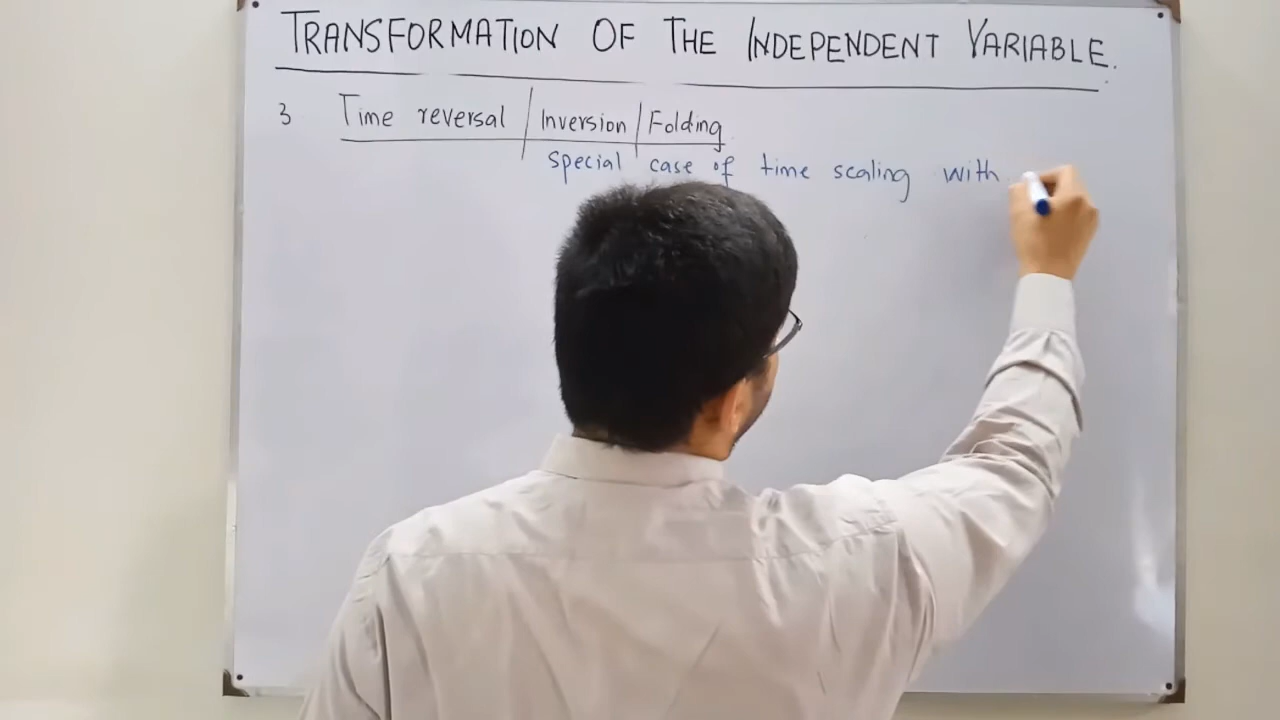 TRANSFORMATION OF THE INDEPENDENT VARIABLE.
3 Time reversal | Inversion | Folding
special case of time scaling with